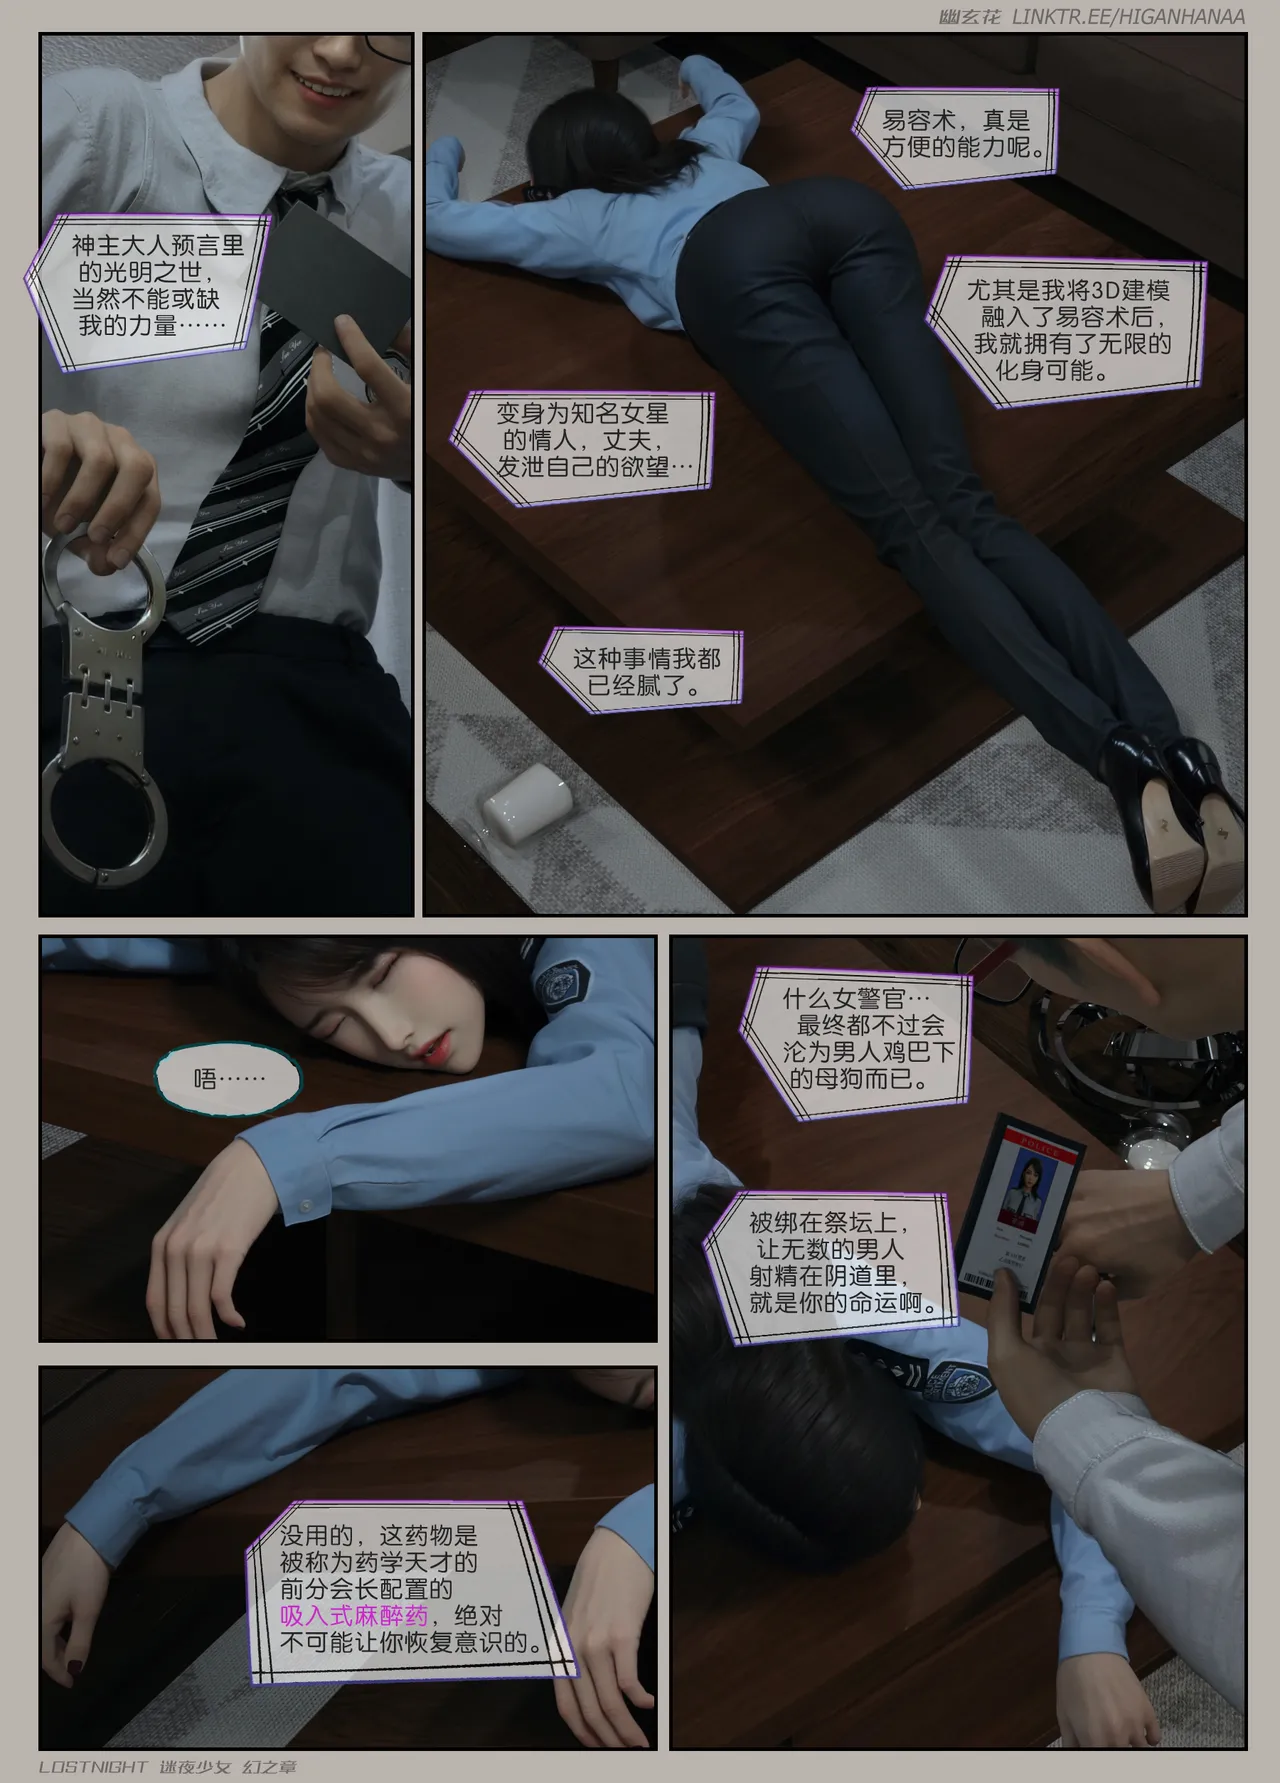 幽玄花 LINKTR.EE/HIGANHANAA
神主大人预言里
的光明之世，
当然不能或缺
我的力量……
易容术，真是
方便的能力呢。
尤其是我将3D建模
融入了易容术后，
我就拥有了无限的
化身可能。
变身为知名女星
的情人，丈夫，
发泄自己的欲望…
这种事情我都
已经腻了。
唔……
什么女警官…
最终都不过会
沦为男人鸡巴下
的母狗而已。
POLICE
被绑在祭坛上，
让无数的男人
射精在阴道里，
就是你的命运啊。
没用的，这药物是
被称为药学天才的
前分会长配置的
吸入式麻醉药，绝对
不可能让你恢复意识的。
LOSTNIGHT 迷夜少女 幻之章